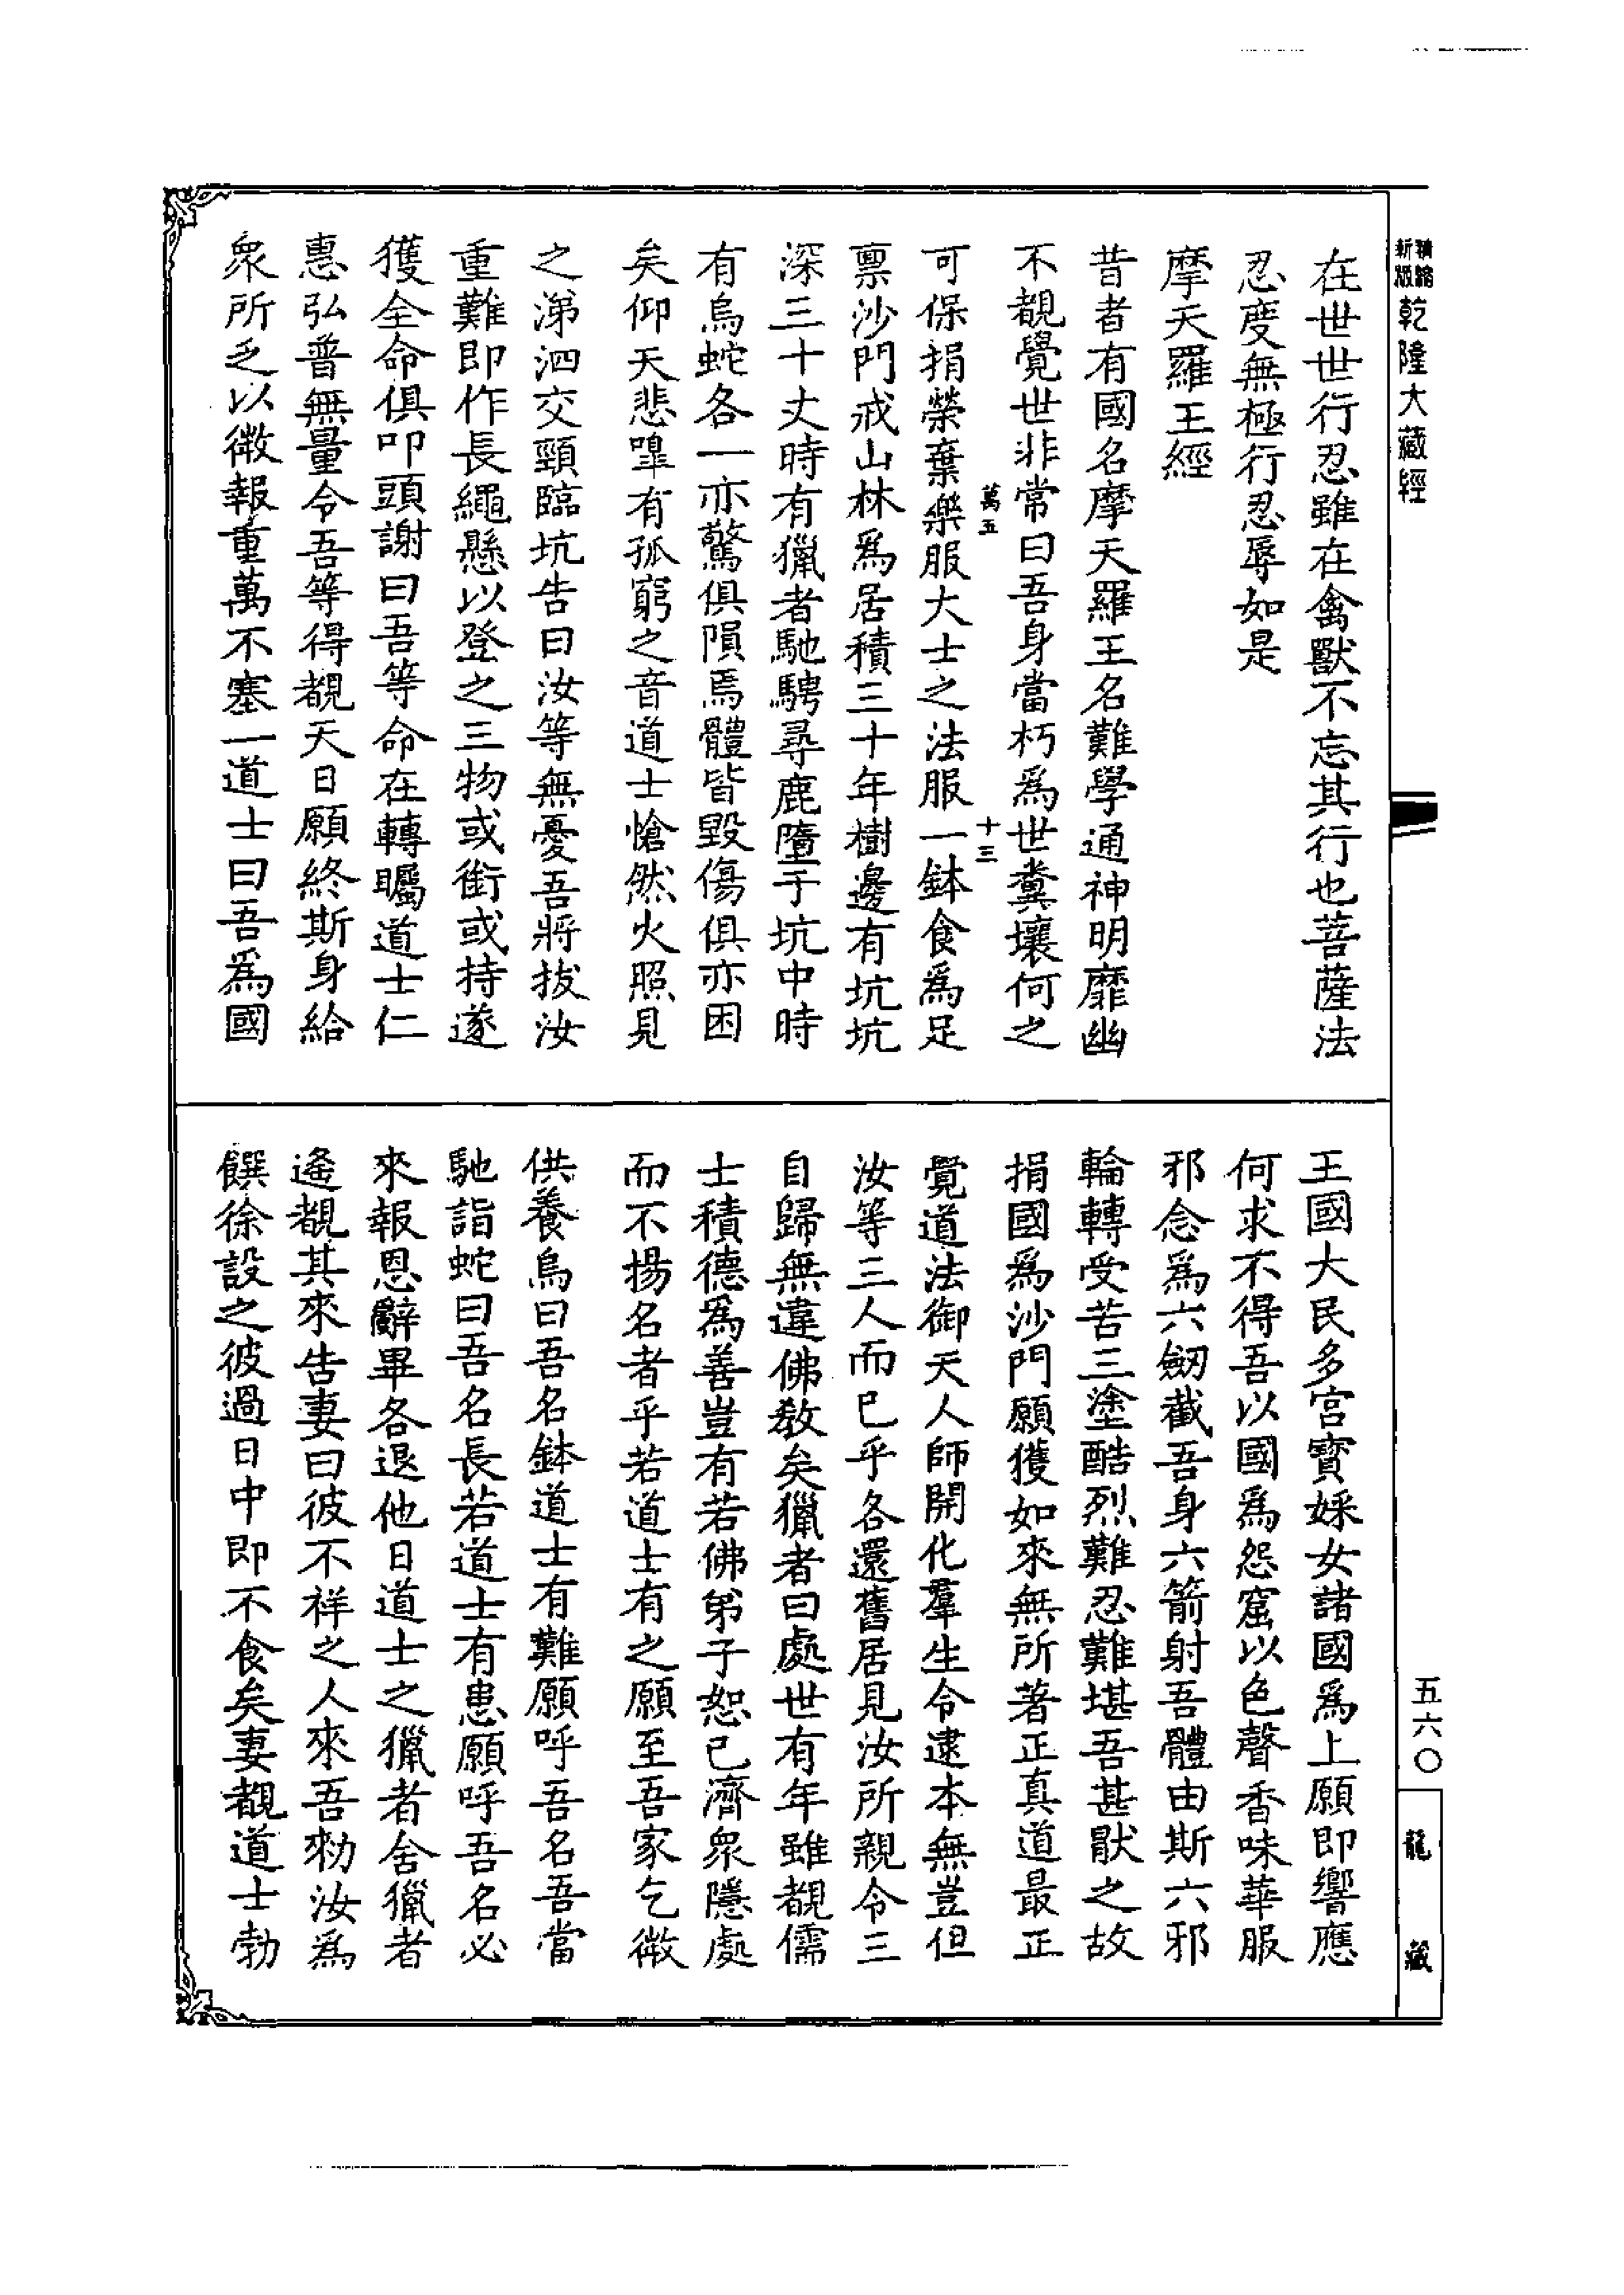 新版
精縮
乾隆大藏經
在世世行忍雖在禽獸不忘其行也菩薩法
忍度無極行忍辱如是
摩天羅王經
昔者有國名摩天羅王名難學通神明靡幽
不覩覺世非常曰吾身當朽爲世糞壤何之
萬五
十三
可保捐榮棄樂服大士之法服一鉢食爲足
稟沙門戒山林爲居積三十年樹邊有坑坑
深三十丈時有獵者馳騁尋鹿墮于坑中時
有烏蛇各一亦驚俱隕焉體皆毀傷俱亦困
矣仰天悲嘷有孤窮之音道士愴然火照見
之涕泗交頸臨坑告曰汝等無憂吾將拔汝
重難即作長繩懸以登之三物或銜或持遂
獲全命俱叩頭謝曰吾等命在轉矚道士仁
惠弘普無量令吾等得覩天日願終斯身給
衆所乏以微報重萬不塞一道士曰吾爲國
王國大民多宮寶婇女諸國爲上願即響應
何求不得吾以國爲怨窟以色聲香味華服
邪念爲六劒截吾身六箭射吾體由斯六邪
輪轉受苦三塗酷烈難忍難堪吾甚猒之故
捐國爲沙門願獲如來無所著正真道最正
覺道法御天人師開化羣生令逮本無豈但
汝等三人而已乎各還舊居見汝所親令三
自歸無違佛教矣獵者曰處世有年雖覩儒
士積德爲善豈有若佛弟子恕己濟衆隱處
而不揚名者乎若道士有之願至吾家乞微
供養烏曰吾名鉢道士有難願呼吾名吾當
馳詣蛇曰吾名長若道士有患願呼吾名必
來報恩辭畢各退他日道士之獵者舍獵者
遙覩其來告妻曰彼不祥之人來吾勑汝爲
饌徐設之彼過日中即不食矣妻覩道士勃
五六〇
龍藏